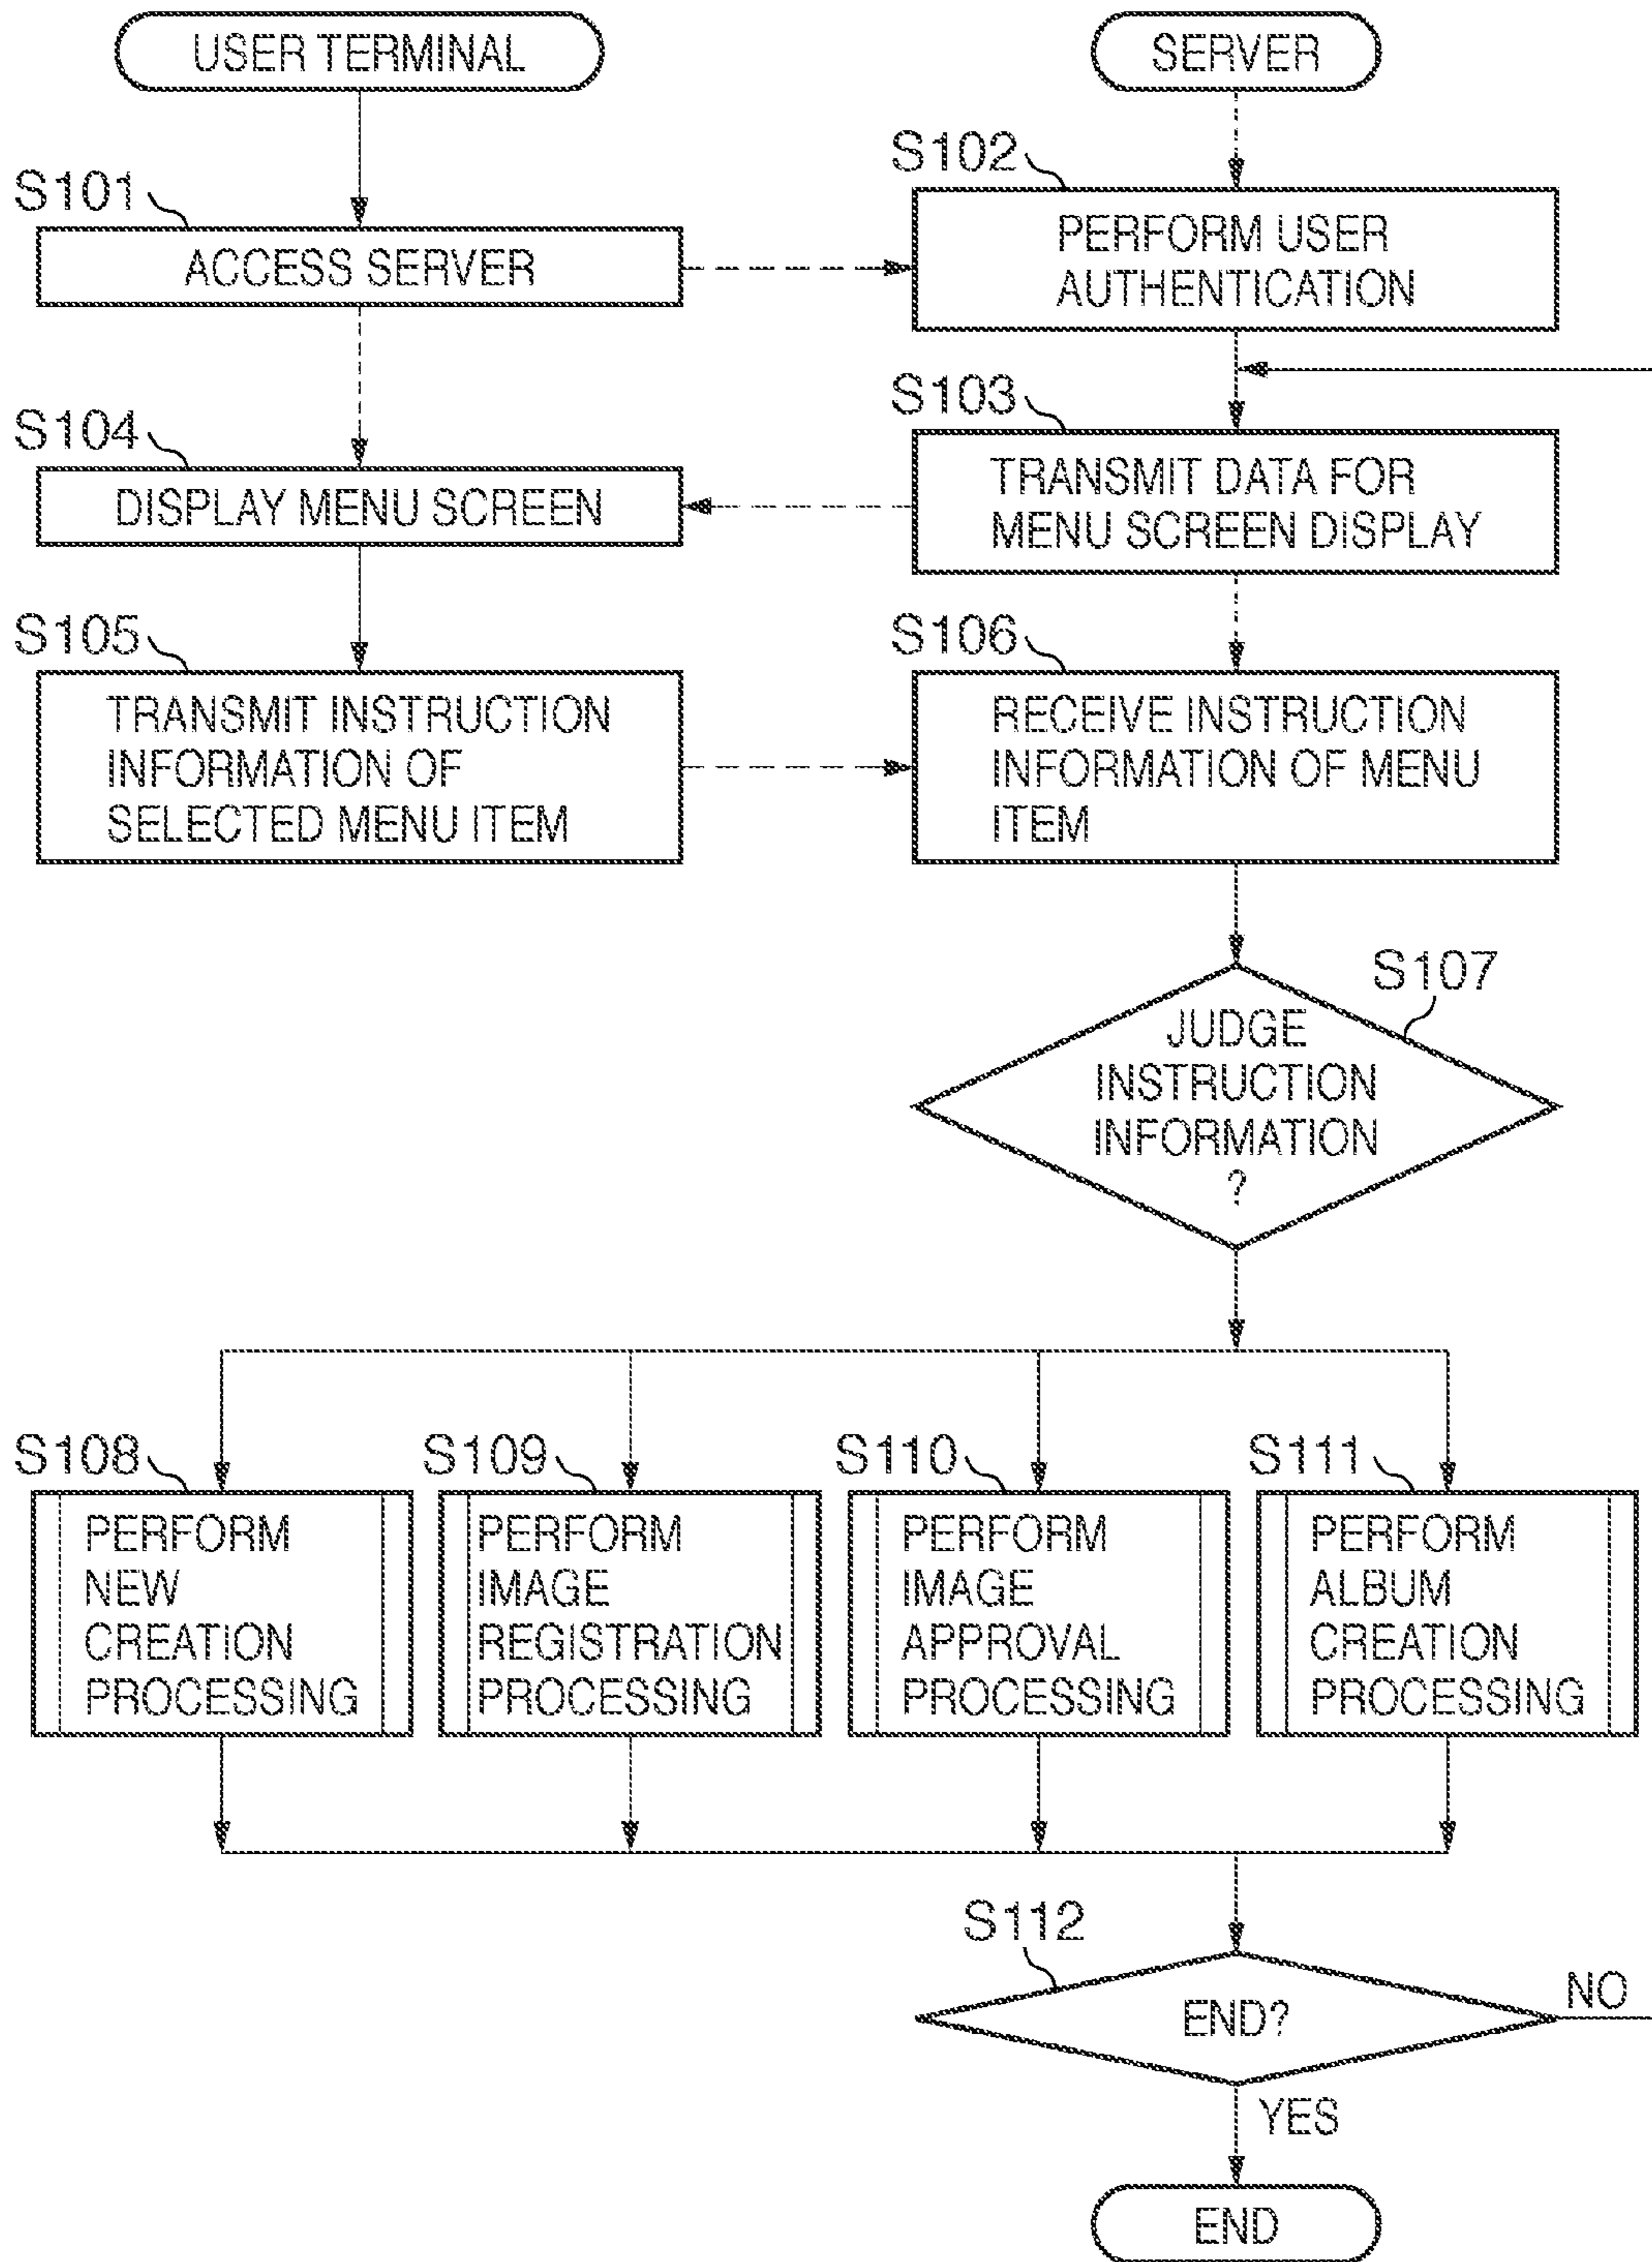 USER TERMINAL
SERVER
S101
ACCESS SERVER
S102
PERFORM USER
AUTHENTICATION
S103
TRANSMIT DATA FOR
MENU SCREEN DISPLAY
S104
DISPLAY MENU SCREEN
S105
TRANSMIT INSTRUCTION
INFORMATION OF
SELECTED MENU ITEM
S106
RECEIVE INSTRUCTION
INFORMATION OF MENU
ITEM
S107
JUDGE
INSTRUCTION
INFORMATION
?
S108
PERFORM
NEW
CREATION
PROCESSING
S109
PERFORM
IMAGE
REGISTRATION
PROCESSING
S110
PERFORM
IMAGE
APPROVAL
PROCESSING
S111
PERFORM
ALBUM
CREATION
PROCESSING
S112
END?
NO
YES
END